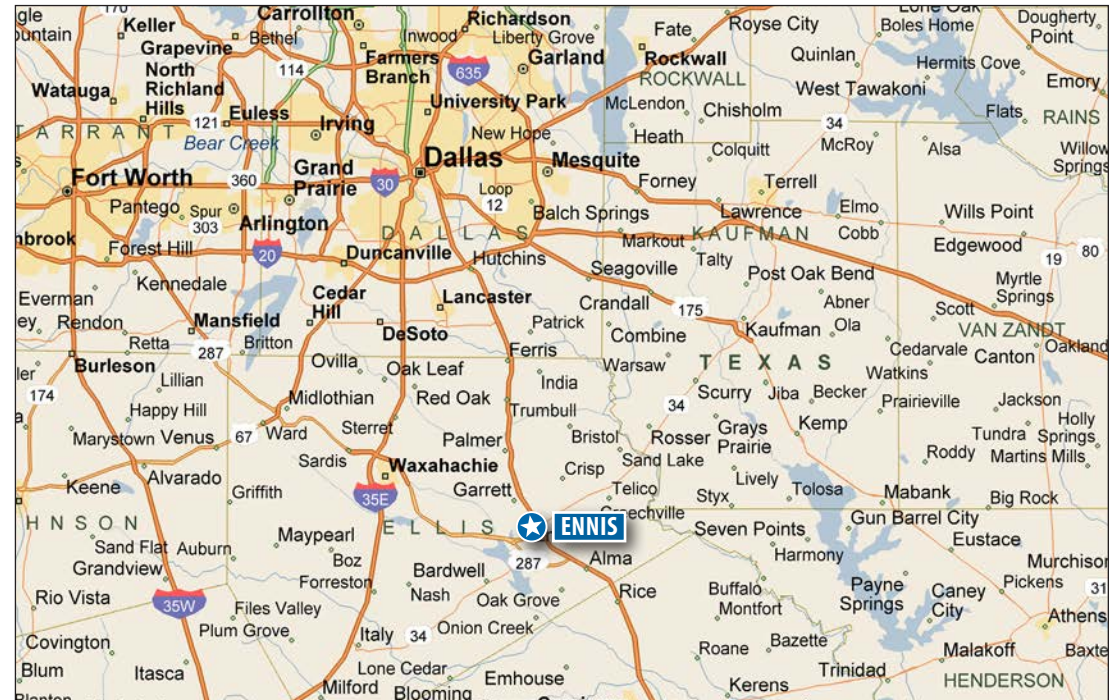 170
Carrollton
Richardson
Lone Oak
Dougherty
Point
Keller
Bethel
Inwood
Liberty Grove
Fate
Royse City
Boles Home
Grapevine
Farmers
Branch
Garland
Rockwall
Quinlan
Hermits Cove
North
Richland
Hills
114
635
ROCKWALL
West Tawakoni
Emory
Watauga
University Park
McLendon
Chisholm
Flats
RAINS
TARRANT
121
Euless
Irving
New Hope
Heath
34
McRoy
Alsa
Willow
Springs
Bear Creek
Dallas
Mesquite
Colquitt
Fort Worth
360
Grand
Prairie
30
Loop
12
Forney
Terrell
Pantego
Spur
303
Arlington
Balch Springs
Lawrence
Elmo
Wills Point
DALLAS
Markout
KAUFMAN
Cobb
Edgewood
Forest Hill
20
Duncanville
Hutchins
Seagoville
Talty
19
80
Kennedale
Post Oak Bend
Myrtle
Springs
Everman
Cedar
Hill
Lancaster
Crandall
175
Abner
Scott
Rendon
Mansfield
DeSoto
Patrick
Combine
Kaufman
Ola
VAN ZANDT
Retta
287
Britton
Ovilla
Ferris
Warsaw
TEXAS
Cedarvale
Canton
Oakland
Burleson
Oak Leaf
Watkins
Lillian
India
174
Midlothian
Red Oak
Scurry
Jiba
Becker
Prairieville
Jackson
Happy Hill
Trumbull
34
Holly
Springs
Marystown
Venus
67
Ward
Sterret
Palmer
Bristol
Rosser
Grays
Prairie
Kemp
Tundra
Sardis
Waxahachie
Crisp
Sand Lake
Roddy
Martins Mills
Keene
Alvarado
Griffith
35E
Garrett
Telico
Styx
Lively
Tolosa
Mabank
Big Rock
HNSON
ELLIS
ENNIS
Creechville
Seven Points
Gun Barrel City
Maypearl
Eustace
Sand Flat
Auburn
Boz
287
Alma
Harmony
Murchison
Grandview
Forreston
Bardwell
Pickens
31
Rio Vista
35W
Files Valley
Nash
Oak Grove
Rice
Buffalo
Montfort
Payne
Springs
Caney
City
Athens
Plum Grove
Covington
Italy
34
Onion Creek
Roane
Bazette
Malakoff
Blum
Itasca
Lone Cedar
Emhouse
Trinidad
HENDERSON
Milford
Blooming
Kerens